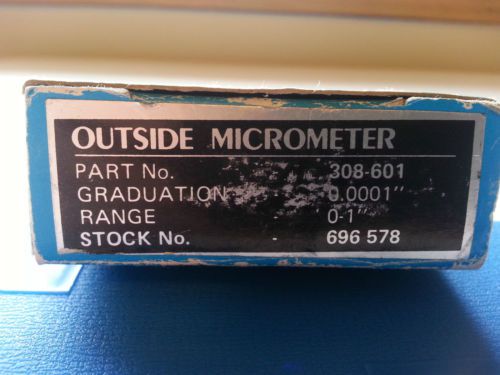 OUTSIDE MICROMETER
PART No. 308-601
GRADUATION 0.0001"
RANGE 0-1"
STOCK No. - 696 578